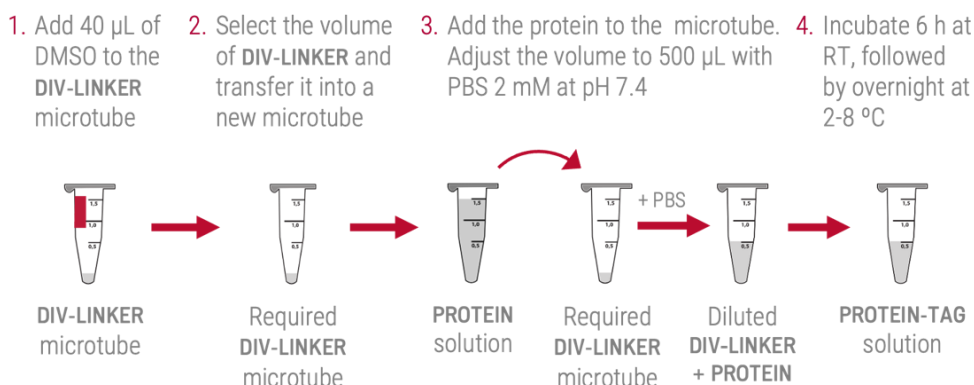 1. Add 40 µL of
DMSO to the
DIV-LINKER
microtube
2. Select the volume
of DIV-LINKER and
transfer it into a
new microtube
3. Add the protein to the microtube.
Adjust the volume to 500 µL with
PBS 2 mM at pH 7.4
4. Incubate 6 h at
RT, followed
by overnight at
2-8 ºC
1,5
1,0
0,5
1,5
1,0
0,5
1,5
1,0
0,5
1,5
1,0
0,5
+ PBS
1,5
1,0
0,5
1,5
1,0
0,5
DIV-LINKER
microtube
Required
DIV-LINKER
microtube
PROTEIN
solution
Required
DIV-LINKER
microtube
Diluted
DIV-LINKER
+ PROTEIN
PROTEIN-TAG
solution